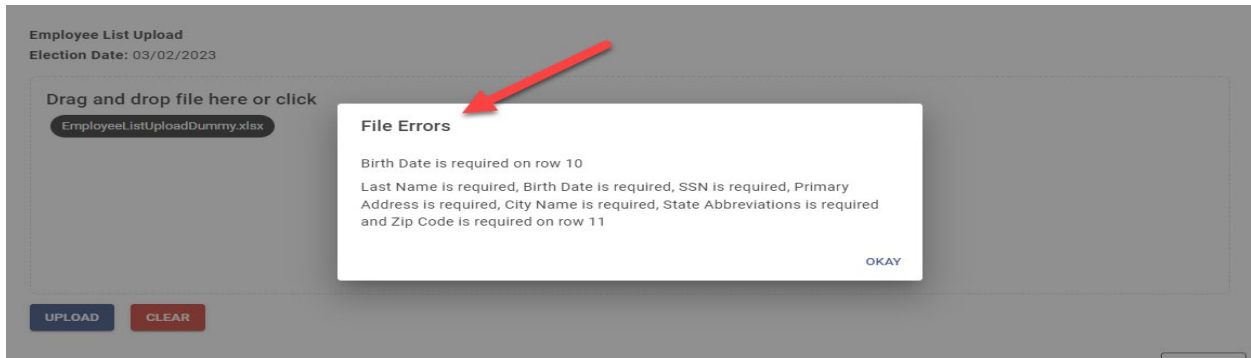 Employee List Upload
Election Date: 03/02/2023
Drag and drop file here or click
EmployeeListUploadDummy.xlsx
File Errors
Birth Date is required on row 10
Last Name is required, Birth Date is required, SSN is required, Primary
Address is required, City Name is required, State Abbreviations is required
and Zip Code is required on row 11
OKAY
UPLOAD
CLEAR